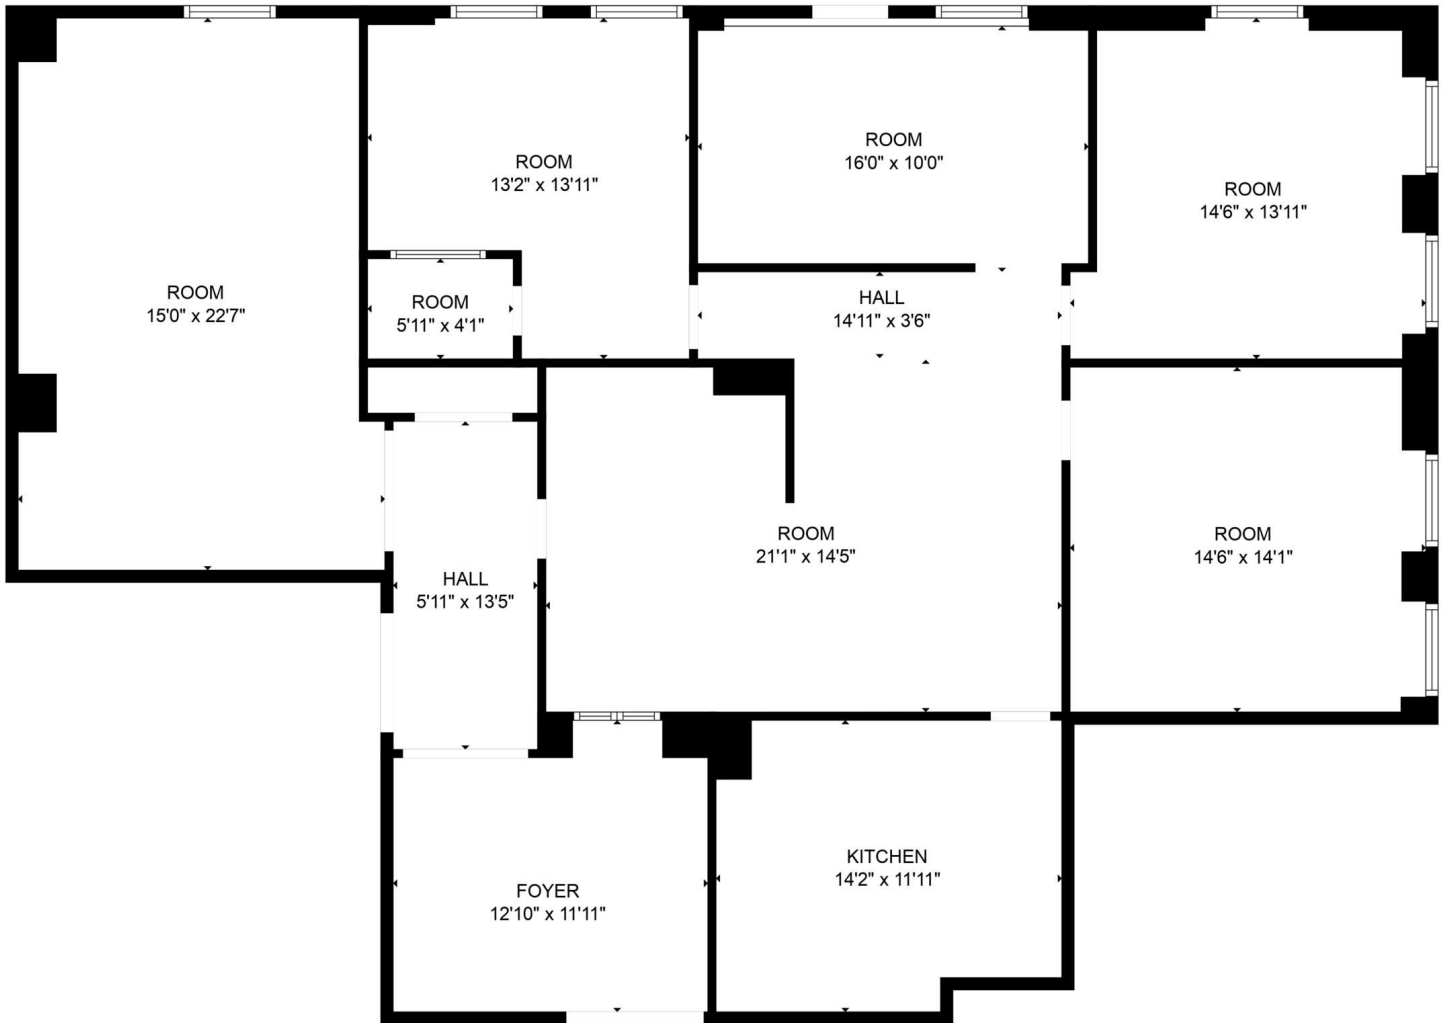 ROOM
13'2" x 13'11"
ROOM
16'0" x 10'0"
ROOM
14'6" x 13'11"
ROOM
15'0" x 22'7"
ROOM
5'11" x 4'1"
HALL
14'11" x 3'6"
ROOM
21'1" x 14'5"
ROOM
14'6" x 14'1"
HALL
5'11" x 13'5"
KITCHEN
14'2" x 11'11"
FOYER
12'10" x 11'11"